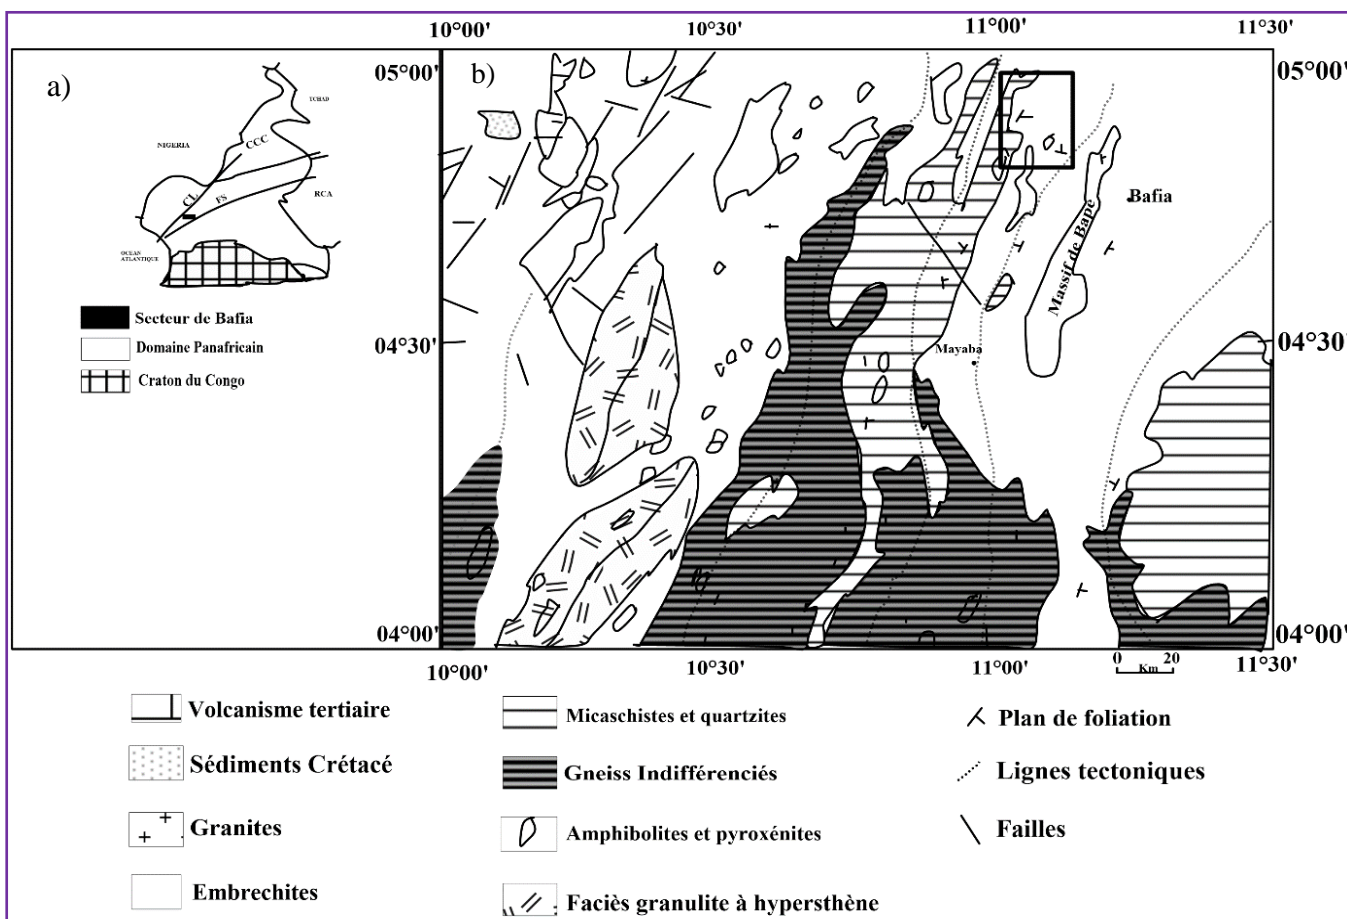 10°00'
10°30'
11°00'
11°30'
a)
b)
05°00'
05°00'
TCHAD
NIGERIA
CCC
CL
FS
RCA
OCEAN
ATLANTIQUE
Bafia
Massif de Bape
Secteur de Bafia
Domaine Panafricain
Craton du Congo
04°30'
04°30'
Mayaba
04°00'
04°00'
0 20
Km
10°00'
10°30'
11°00'
11°30'
Volcanisme tertiaire
Sédiments Crétacé
Granites
Embrechites
Micaschistes et quartzites
Gneiss Indifférenciés
Amphibolites et pyroxénites
Faciès granulite à hypersthène
Plan de foliation
Lignes tectoniques
Failles